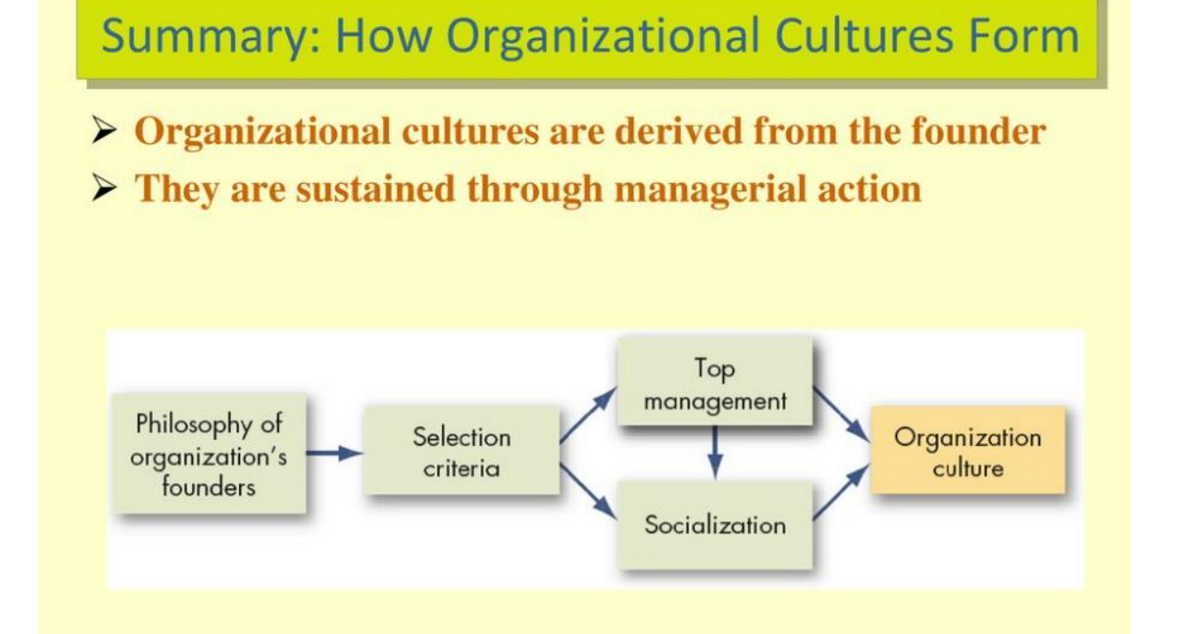 Summary: How Organizational Cultures Form
➢ Organizational cultures are derived from the founder
➢ They are sustained through managerial action
Philosophy of
organization's
founders
Selection
criteria
Top
management
Socialization
Organization
culture